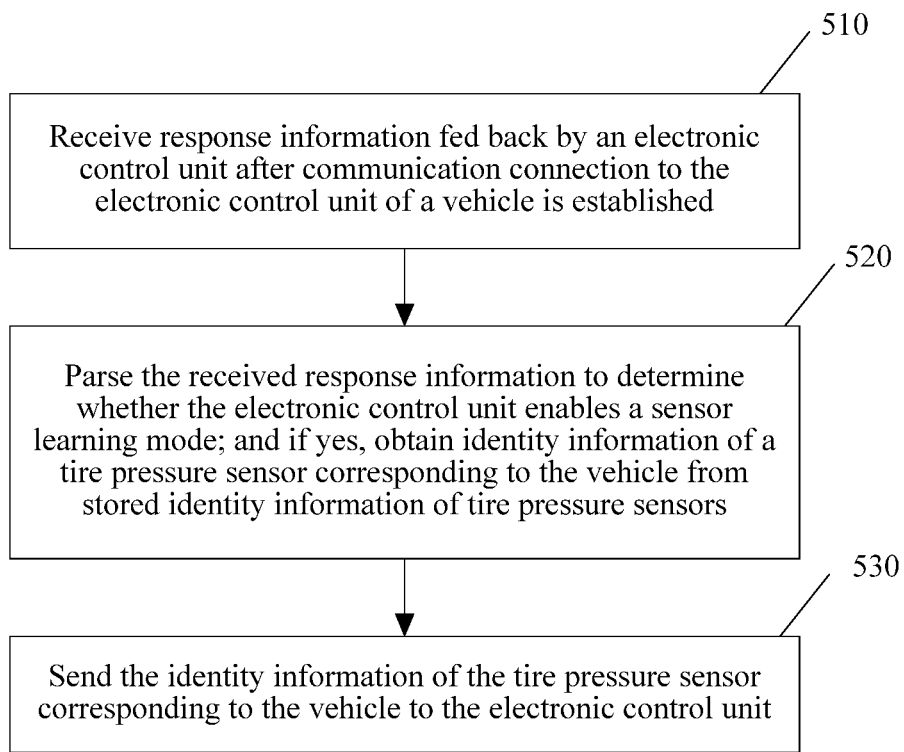 510
Receive response information fed back by an electronic
control unit after communication connection to the
electronic control unit of a vehicle is established
520
Parse the received response information to determine
whether the electronic control unit enables a sensor
learning mode; and if yes, obtain identity information of a
tire pressure sensor corresponding to the vehicle from
stored identity information of tire pressure sensors
530
Send the identity information of the tire pressure sensor
corresponding to the vehicle to the electronic control unit